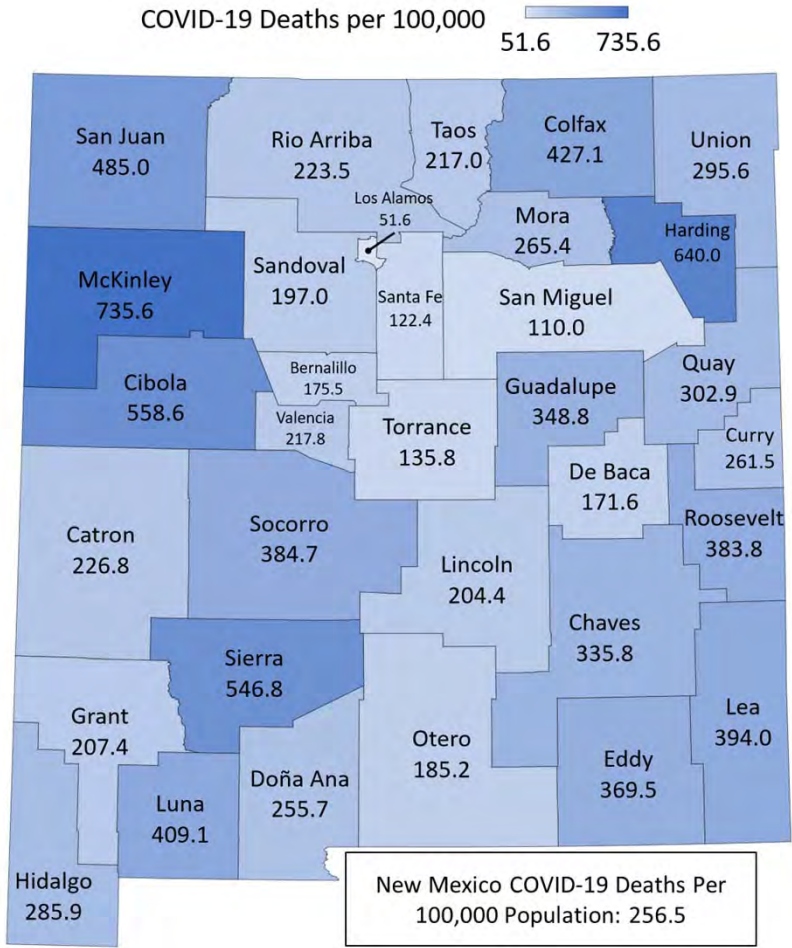 COVID-19 Deaths per 100,000
51.6 735.6
San Juan
485.0
Rio Arriba
223.5
Taos
217.0
Colfax
427.1
Union
295.6
Los Alamos
51.6
Mora
265.4
Harding
640.0
McKinley
735.6
Sandoval
197.0
Santa Fe
122.4
San Miguel
110.0
Cibola
558.6
Bernalillo
175.5
Valencia
217.8
Torrance
135.8
Guadalupe
348.8
Quay
302.9
Curry
261.5
De Baca
171.6
Roosevelt
383.8
Catron
226.8
Socorro
384.7
Lincoln
204.4
Chaves
335.8
Sierra
546.8
Grant
207.4
Otero
185.2
Lea
394.0
Eddy
369.5
Doña Ana
255.7
Luna
409.1
Hidalgo
285.9
New Mexico COVID-19 Deaths Per
100,000 Population: 256.5